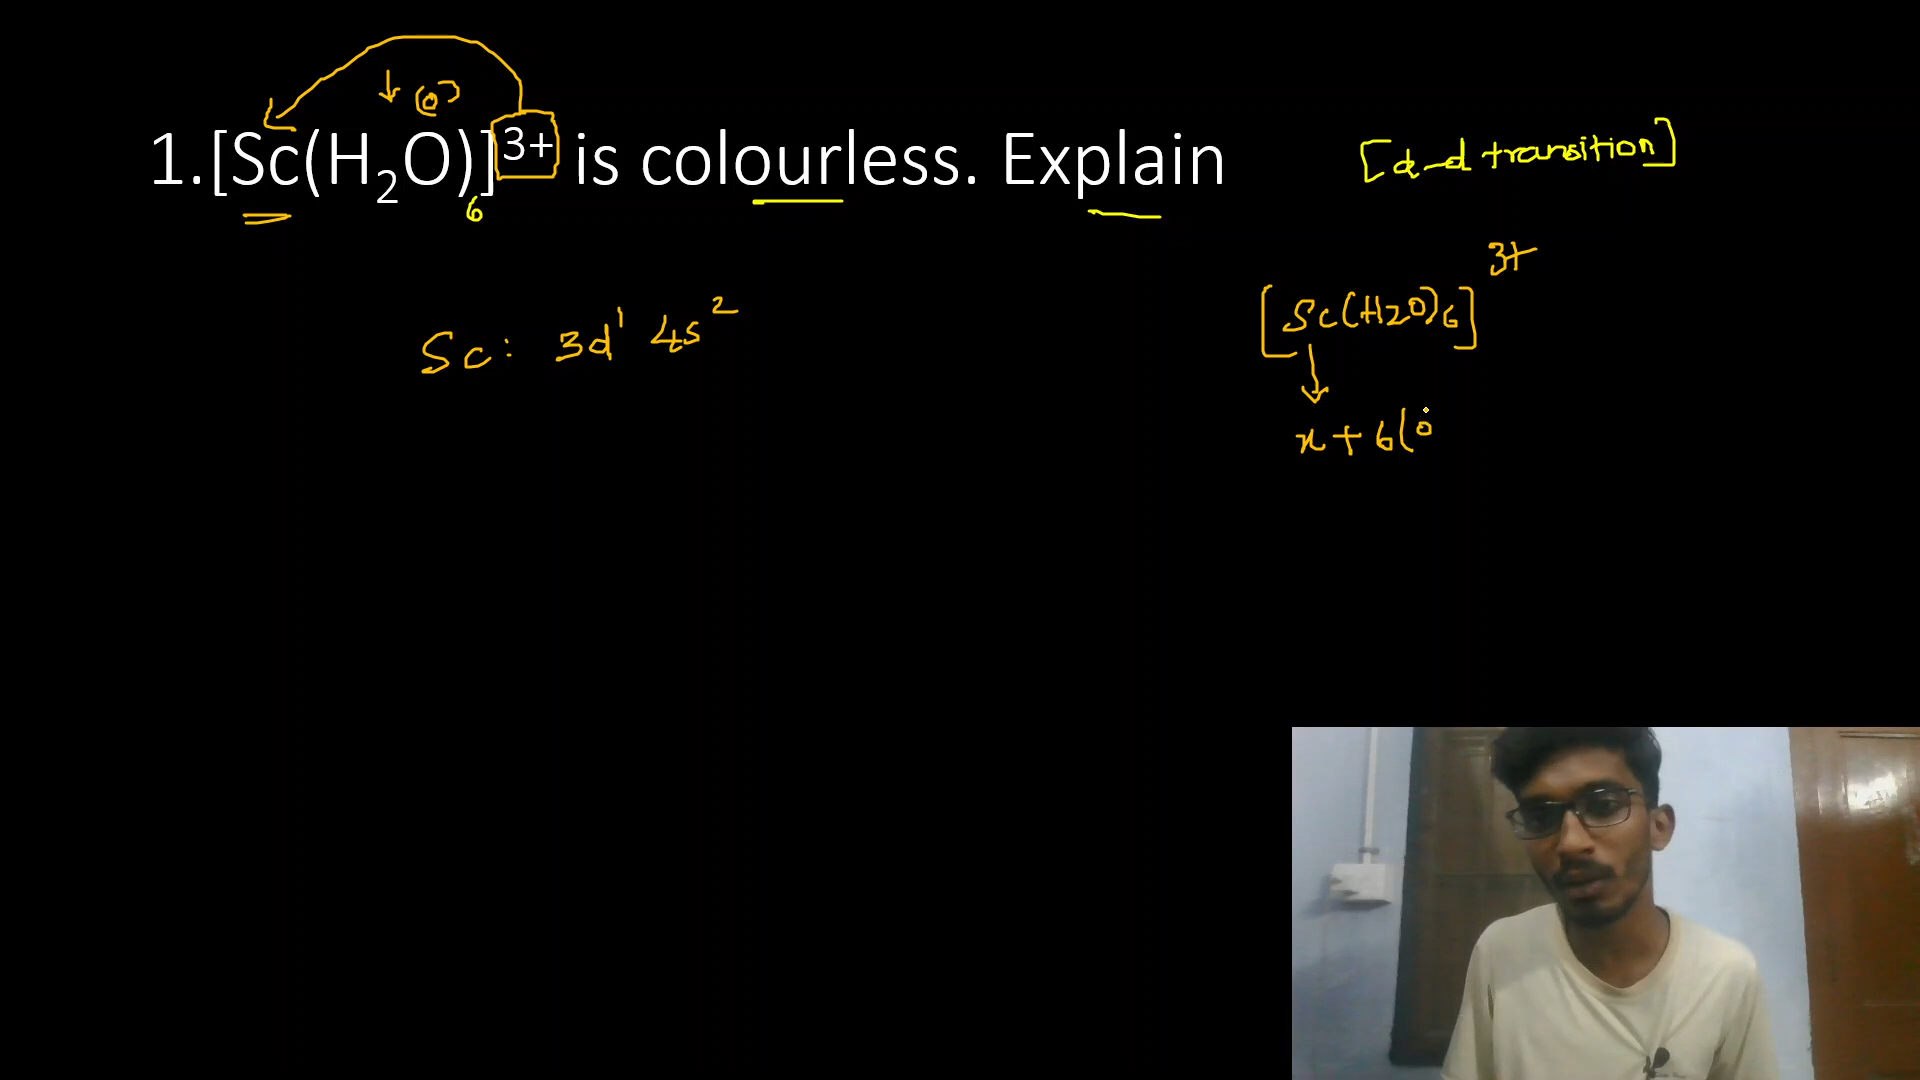 ↓ (0)
1.[Sc(H₂O)]³⁺ is colourless. Explain
6
[d-d transition]
[Sc(H2O)6]³⁺
Sc: 3d¹ 4s²
↓
x + 6(0